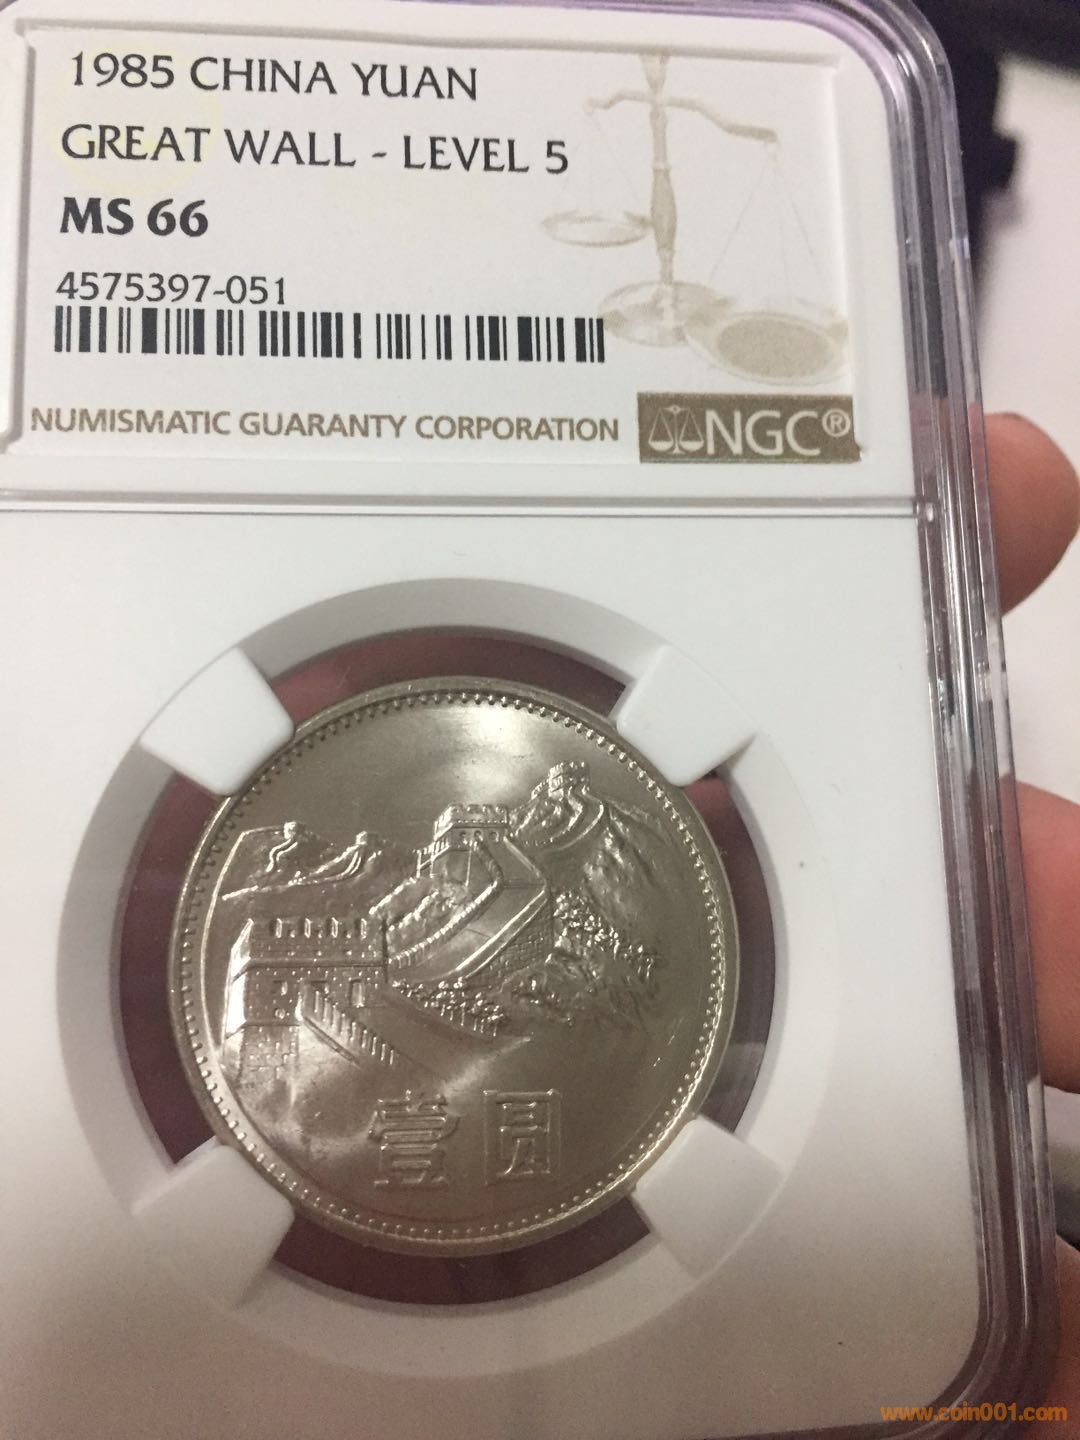 1985 CHINA YUAN
GREAT WALL - LEVEL 5
MS 66
4575397-051
NUMISMATIC GUARANTY CORPORATION
NGC®
壹圆
www.coin001.com